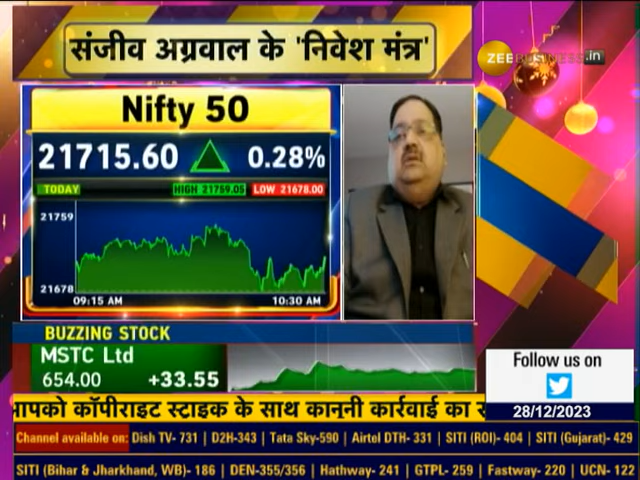 संजीव अग्रवाल के 'निवेश मंत्र'
ZEEBUSINESS.in
Nifty 50
21715.60 0.28%
TODAY HIGH 21759.05 LOW 21678.00
21759
21678
09:15 AM 10:30 AM
BUZZING STOCK
MSTC Ltd
654.00 +33.55
Follow us on
28/12/2023
आपको कॉपीराइट स्ट्राइक के साथ कानूनी कार्रवाई का
Channel available on: Dish TV- 731 | D2H-343 | Tata Sky-590 | Airtel DTH- 331 | SITI (ROI)- 404 | SITI (Gujarat)- 429
SITI (Bihar & Jharkhand, WB)- 186 | DEN-355/356 | Hathway- 241 | GTPL- 259 | Fastway- 220 | UCN- 122